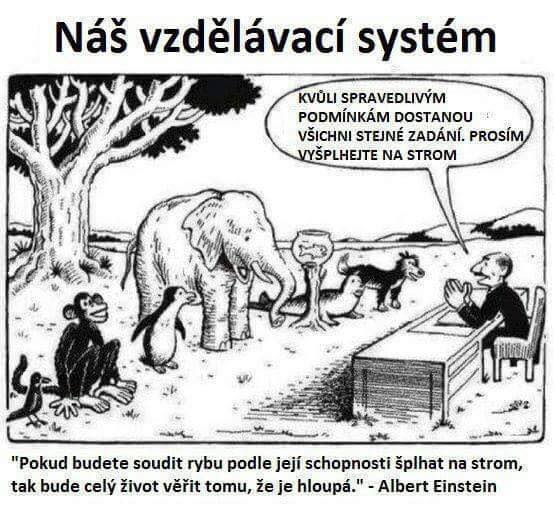 Náš vzdělávací systém
KVŮLI SPRAVEDLIVÝM
PODMÍNKÁM DOSTANOU
VŠICHNI STEJNÉ ZADÁNÍ. PROSÍM,
VYŠPLHEJTE NA STROM
"Pokud budete soudit rybu podle její schopnosti šplhat na strom,
tak bude celý život věřit tomu, že je hloupá." - Albert Einstein